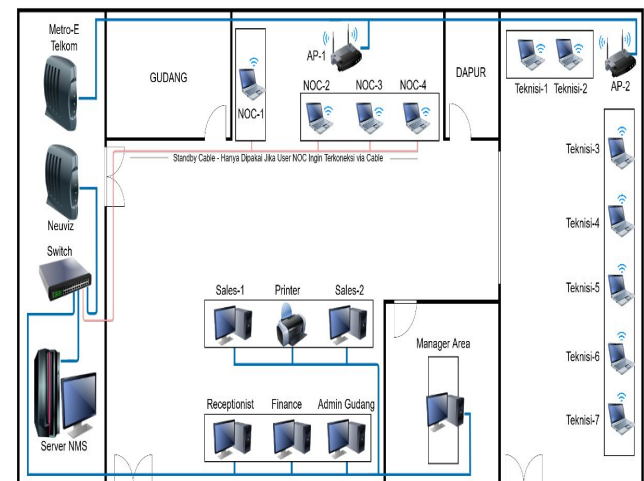 Metro-E
Telkom
GUDANG
AP-1
NOC-1
NOC-2
NOC-3
NOC-4
DAPUR
Teknisi-1
Teknisi-2
AP-2
Standby Cable - Hanya Dipakai Jika User NOC Ingin Terkoneksi via Cable
Teknisi-3
Neuviz
Teknisi-4
Switch
Sales-1
Printer
Sales-2
Teknisi-5
Manager Area
Teknisi-6
Receptionist
Finance
Admin Gudang
Teknisi-7
Server NMS